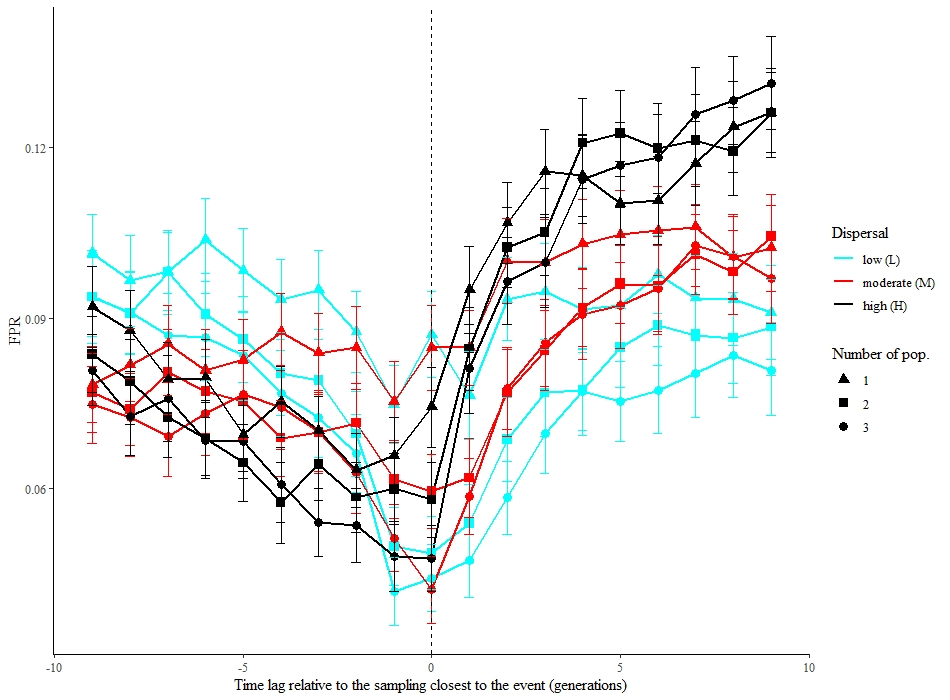 FPR
0.12
0.09
0.06
-10
-5
0
5
10
Time lag relative to the sampling closest to the event (generations)
Dispersal
low (L)
moderate (M)
high (H)
Number of pop.
1
2
3